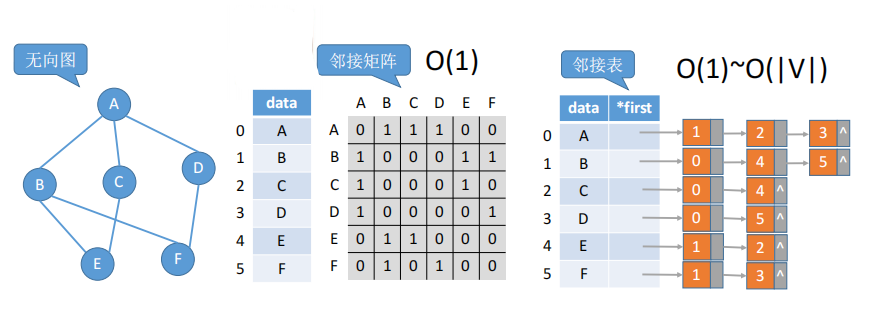 无向图
邻接矩阵
O(1)
邻接表
O(1)~O(|V|)
A
B
C
D
E
F
data
0 A
1 B
2 C
3 D
4 E
5 F
A B C D E F
A 0 1 1 1 0 0
B 1 0 0 0 1 1
C 1 0 0 0 1 0
D 1 0 0 0 0 1
E 0 1 1 0 0 0
F 0 1 0 1 0 0
data *first
0 A 1 2 3 ^
1 B 0 4 5 ^
2 C 0 4 ^
3 D 0 5 ^
4 E 1 2 ^
5 F 1 3 ^